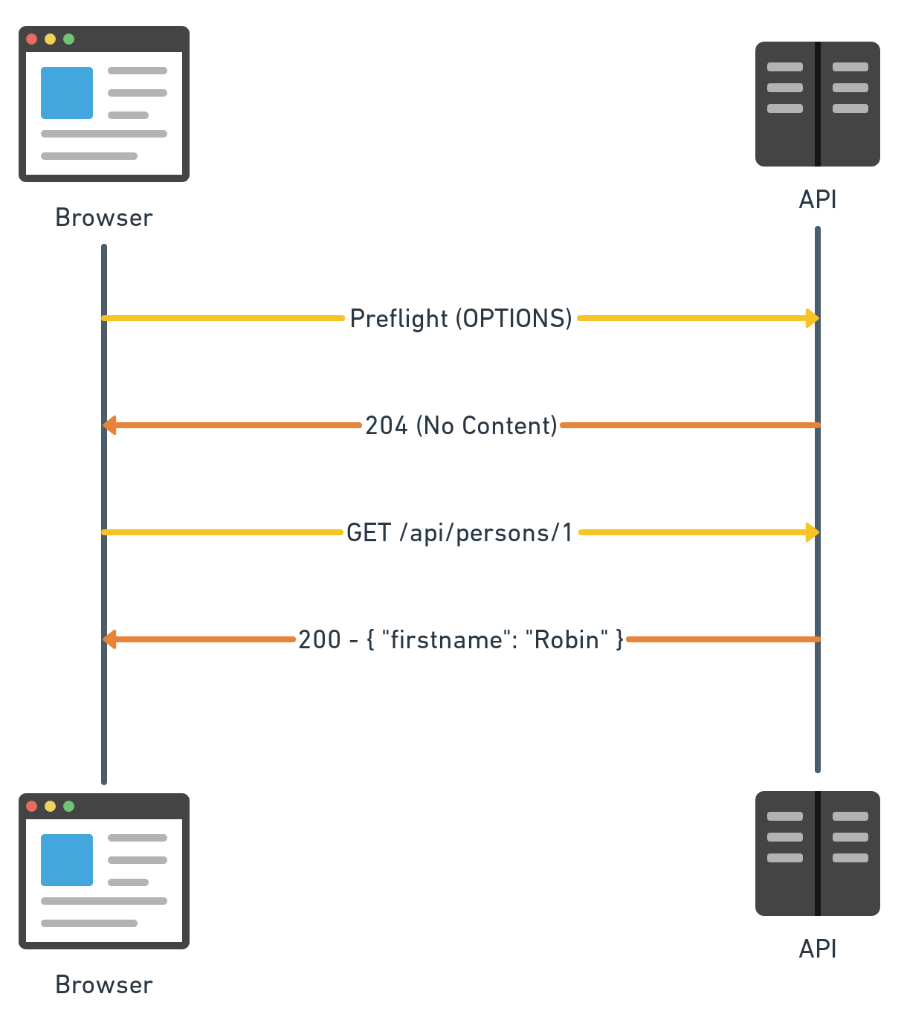 Browser
API
Preflight (OPTIONS)
204 (No Content)
GET /api/persons/1
200 - { "firstname": "Robin" }
Browser
API